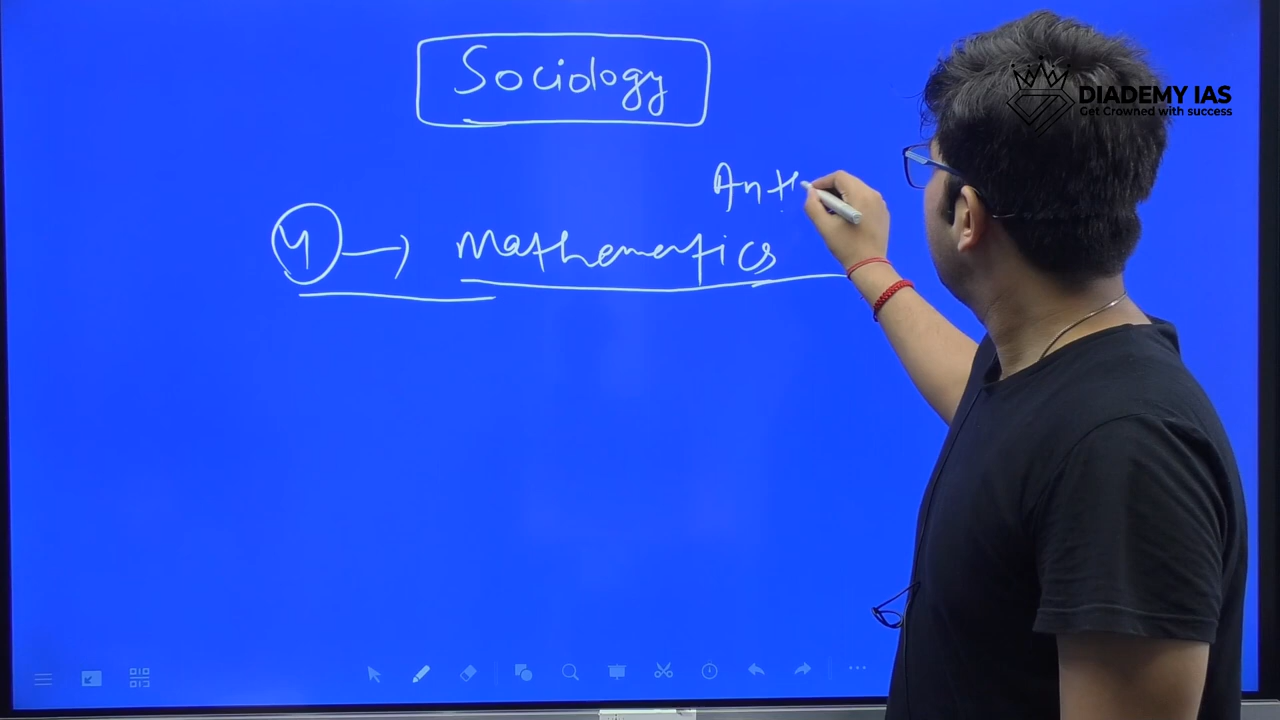 Sociology
DIADEMY IAS
Get Crowned with success
Ant
4 → Mathematics